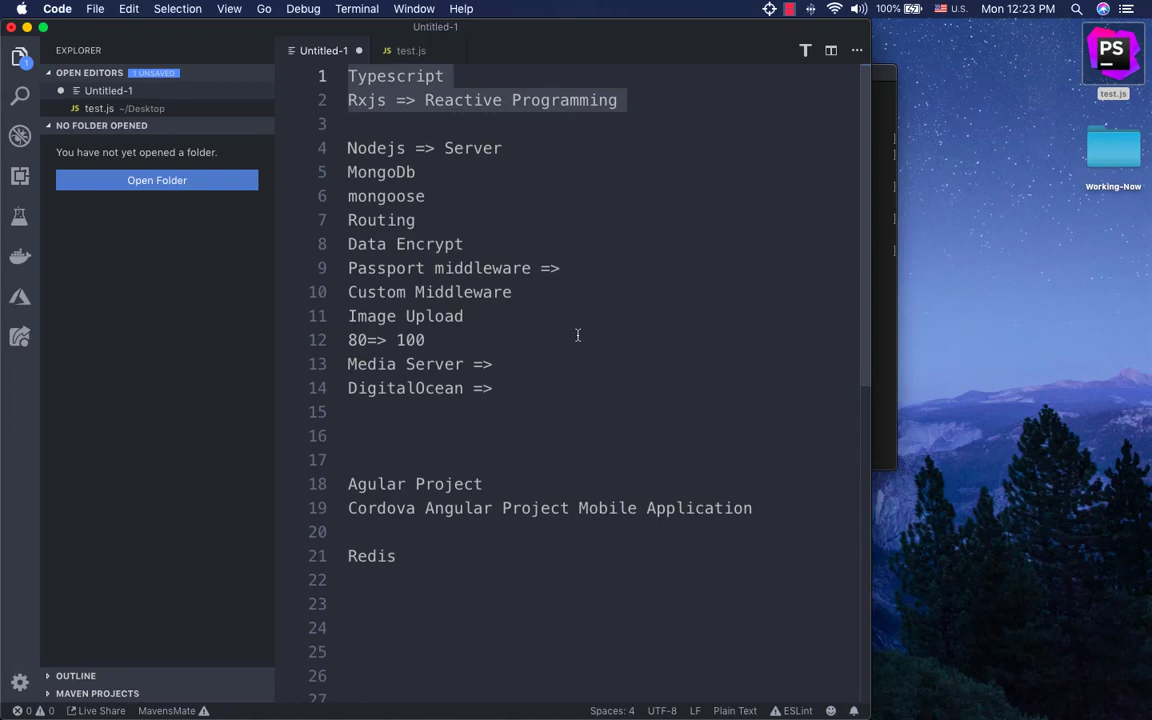 Code File Edit Selection View Go Debug Terminal Window Help 100% U.S. Mon 12:23 PM
Untitled-1
EXPLORER
Untitled-1
test.js
OPEN EDITORS 1 UNSAVED
Untitled-1
test.js ~/Desktop
NO FOLDER OPENED
You have not yet opened a folder.
Open Folder
1 Typescript
2 Rxjs => Reactive Programming
3
4 Nodejs => Server
5 MongoDb
6 mongoose
7 Routing
8 Data Encrypt
9 Passport middleware =>
10 Custom Middleware
11 Image Upload
12 80=> 100
13 Media Server =>
14 DigitalOcean =>
15
16
17
18 Agular Project
19 Cordova Angular Project Mobile Application
20
21 Redis
22
23
24
25
26
27
OUTLINE
MAVEN PROJECTS
0 0 Live Share MavensMate Spaces: 4 UTF-8 LF Plain Text ESLint
1
PS
test.js
Working-Now